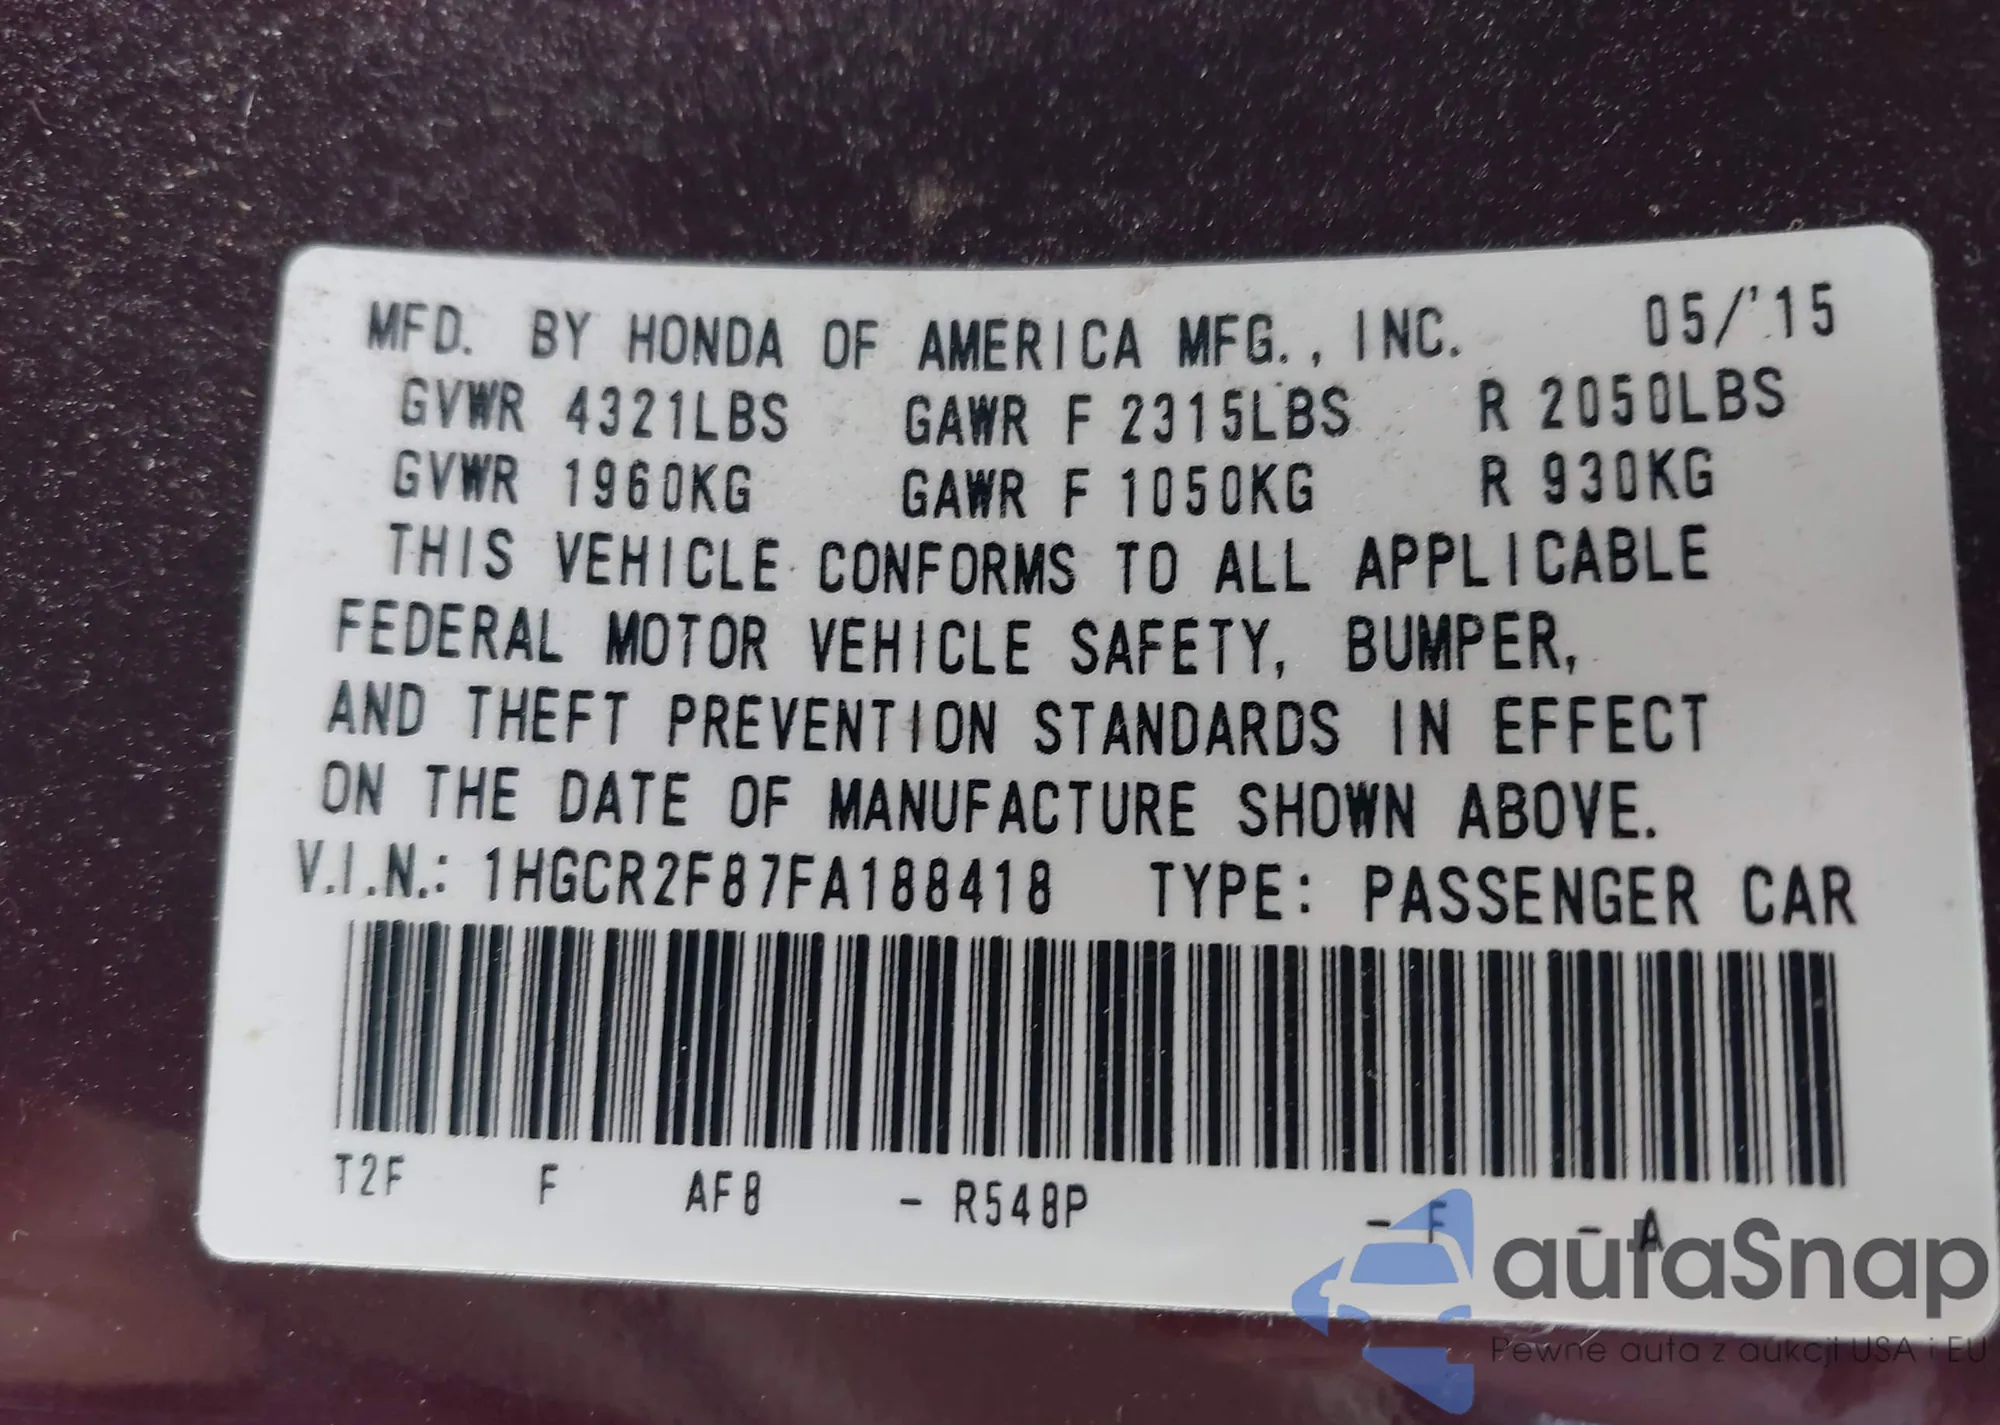 MFD. BY HONDA OF AMERICA MFG., INC. 05/'15
GVWR 4321LBS GAWR F 2315LBS R 2050LBS
GVWR 1960KG GAWR F 1050KG R 930KG
THIS VEHICLE CONFORMS TO ALL APPLICABLE
FEDERAL MOTOR VEHICLE SAFETY, BUMPER,
AND THEFT PREVENTION STANDARDS IN EFFECT
ON THE DATE OF MANUFACTURE SHOWN ABOVE.
V.I.N.: 1HGCR2F87FA188418 TYPE: PASSENGER CAR
T2F F AF8 - R548P - F - A
autaSnap
Pewne auta z aukcji USA i EU